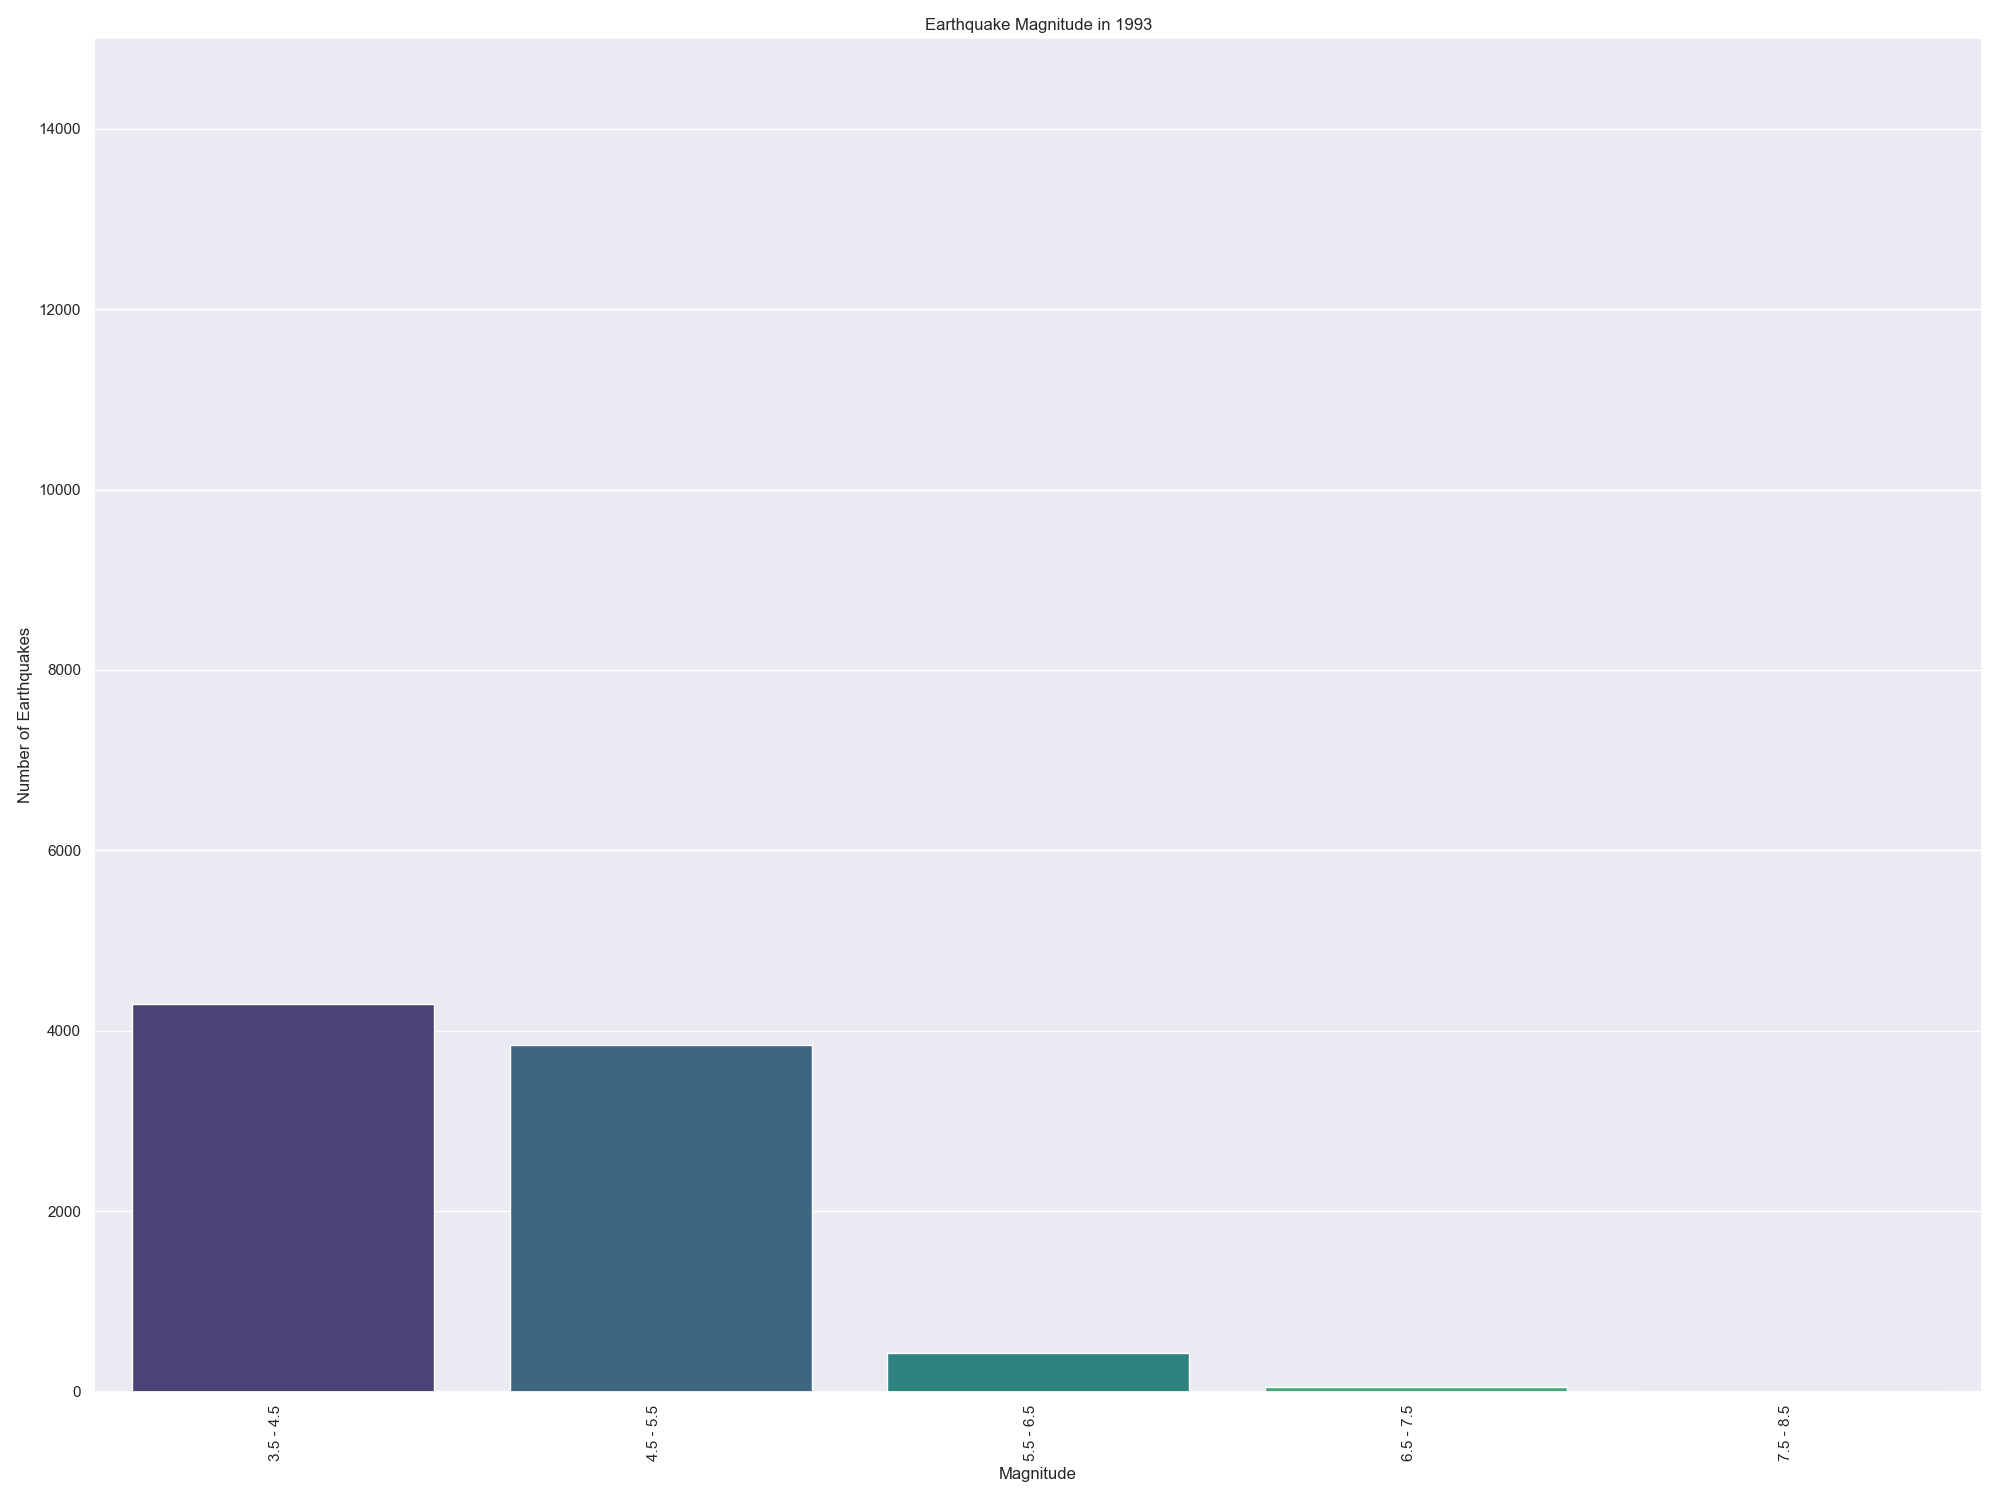 Earthquake Magnitude in 1993
Number of Earthquakes
14000
12000
10000
8000
6000
4000
2000
0
3.5 - 4.5
4.5 - 5.5
5.5 - 6.5
6.5 - 7.5
7.5 - 8.5
Magnitude